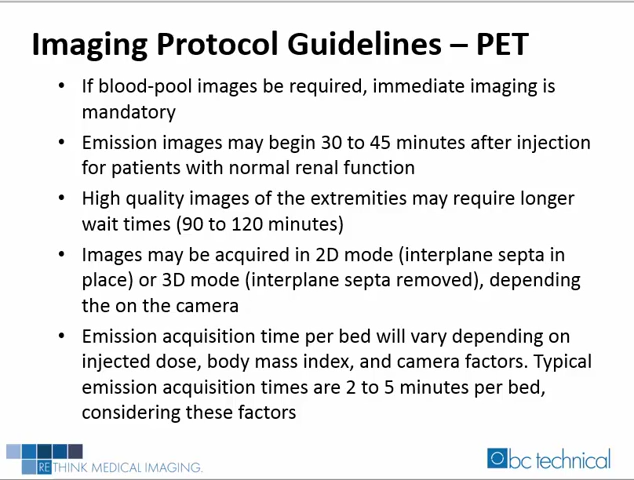 Imaging Protocol Guidelines – PET
• If blood-pool images be required, immediate imaging is
mandatory
• Emission images may begin 30 to 45 minutes after injection
for patients with normal renal function
• High quality images of the extremities may require longer
wait times (90 to 120 minutes)
• Images may be acquired in 2D mode (interplane septa in
place) or 3D mode (interplane septa removed), depending
the on the camera
• Emission acquisition time per bed will vary depending on
injected dose, body mass index, and camera factors. Typical
emission acquisition times are 2 to 5 minutes per bed,
considering these factors
RETHINK MEDICAL IMAGING.
bc technical